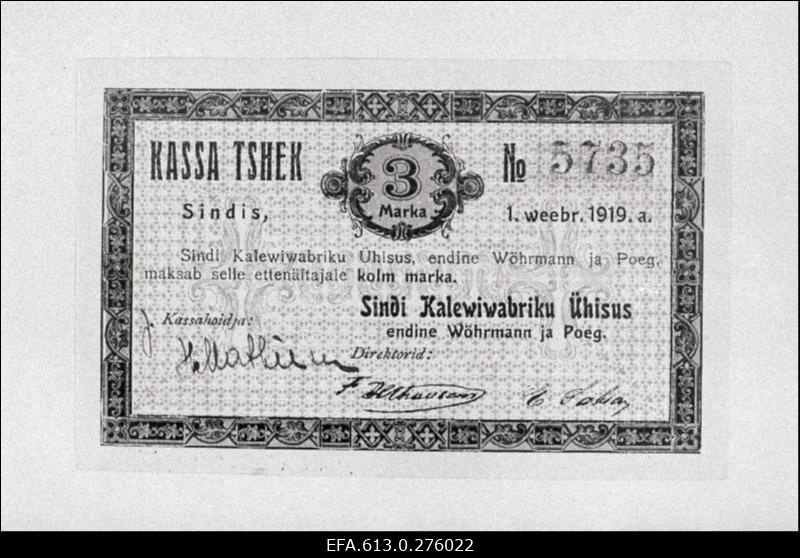 KASSA TSHEK
3
Marka
No 5735
Sindis,
1. weebr. 1919. a.
Sindi Kalewiwabriku Ühisus, endine Wöhrmann ja Poeg,
maksab selle ettenäitajale kolm marka.
Sindi Kalewiwabriku Ühisus
endine Wöhrmann ja Poeg.
J. Kassahoidja:
Direktorid:
EFA.613.0.276022